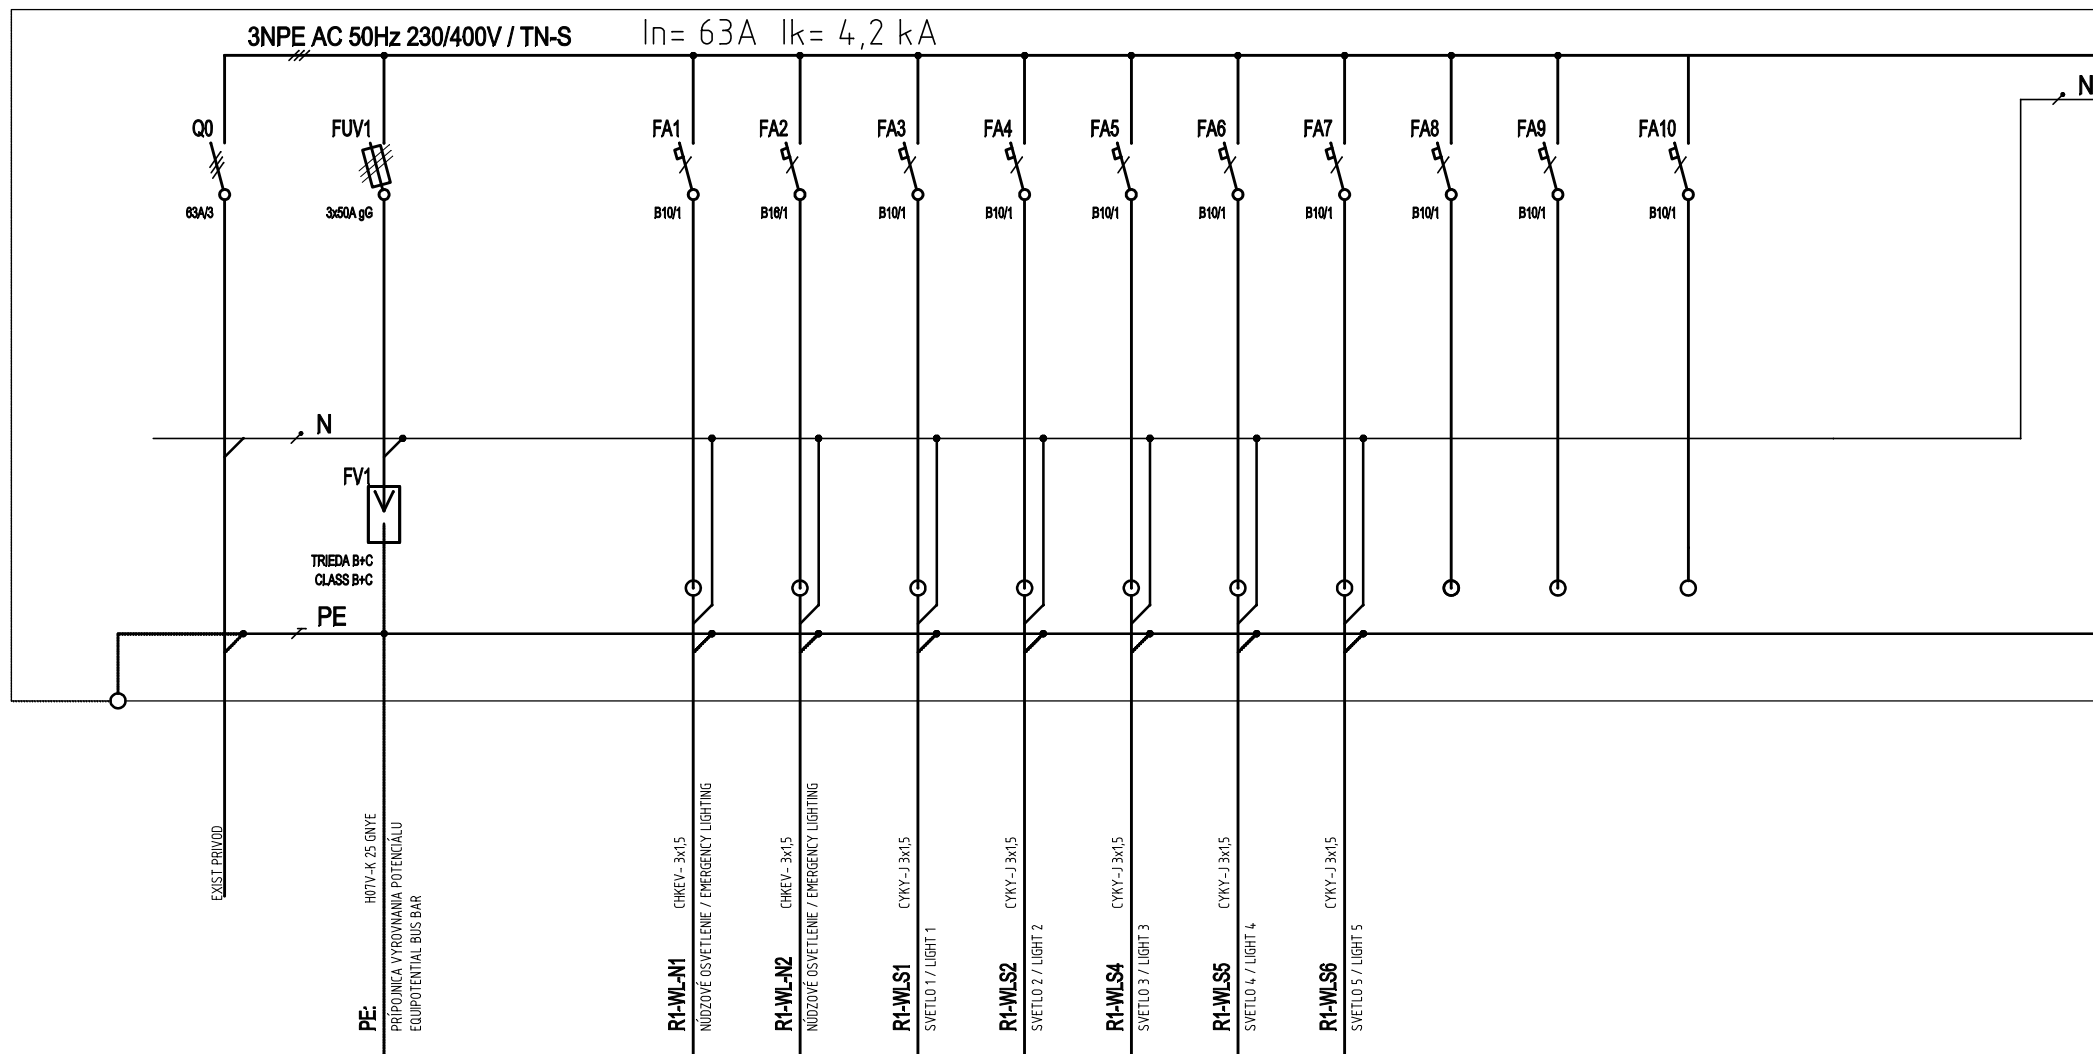 3NPE AC 50Hz 230/400V / TN-S
In= 63A Ik= 4,2 kA
N
Q0
FUV1
FA1
FA2
FA3
FA4
FA5
FA6
FA7
FA8
FA9
FA10
63A/3
3x50A gG
B10/1
B16/1
B10/1
B10/1
B10/1
B10/1
B10/1
B10/1
B10/1
B10/1
N
FV1
TRIEDA B+C
CLASS B+C
PE
EXIST PRIVOD
H07V-K 25 GNYE
PE:
PRÍPOJNICA VYROVNANIA POTENCIÁLU
EQUIPOTENTIAL BUS BAR
CHKEV- 3x1,5
R1-WL-N1
NÚDZOVÉ OSVETLENIE / EMERGENCY LIGHTING
CHKEV- 3x1,5
R1-WL-N2
NÚDZOVÉ OSVETLENIE / EMERGENCY LIGHTING
CYKY-J 3x1,5
R1-WLS1
SVETLO 1 / LIGHT 1
CYKY-J 3x1,5
R1-WLS2
SVETLO 2 / LIGHT 2
CYKY-J 3x1,5
R1-WLS4
SVETLO 3 / LIGHT 3
CYKY-J 3x1,5
R1-WLS5
SVETLO 4 / LIGHT 4
CYKY-J 3x1,5
R1-WLS6
SVETLO 5 / LIGHT 5